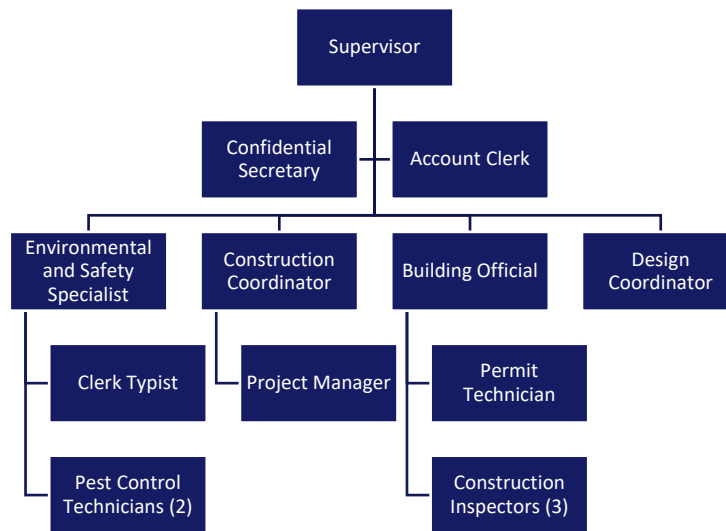 Supervisor
Confidential
Secretary
Account Clerk
Environmental
and Safety
Specialist
Construction
Coordinator
Building Official
Design
Coordinator
Clerk Typist
Project Manager
Permit
Technician
Pest Control
Technicians (2)
Construction
Inspectors (3)